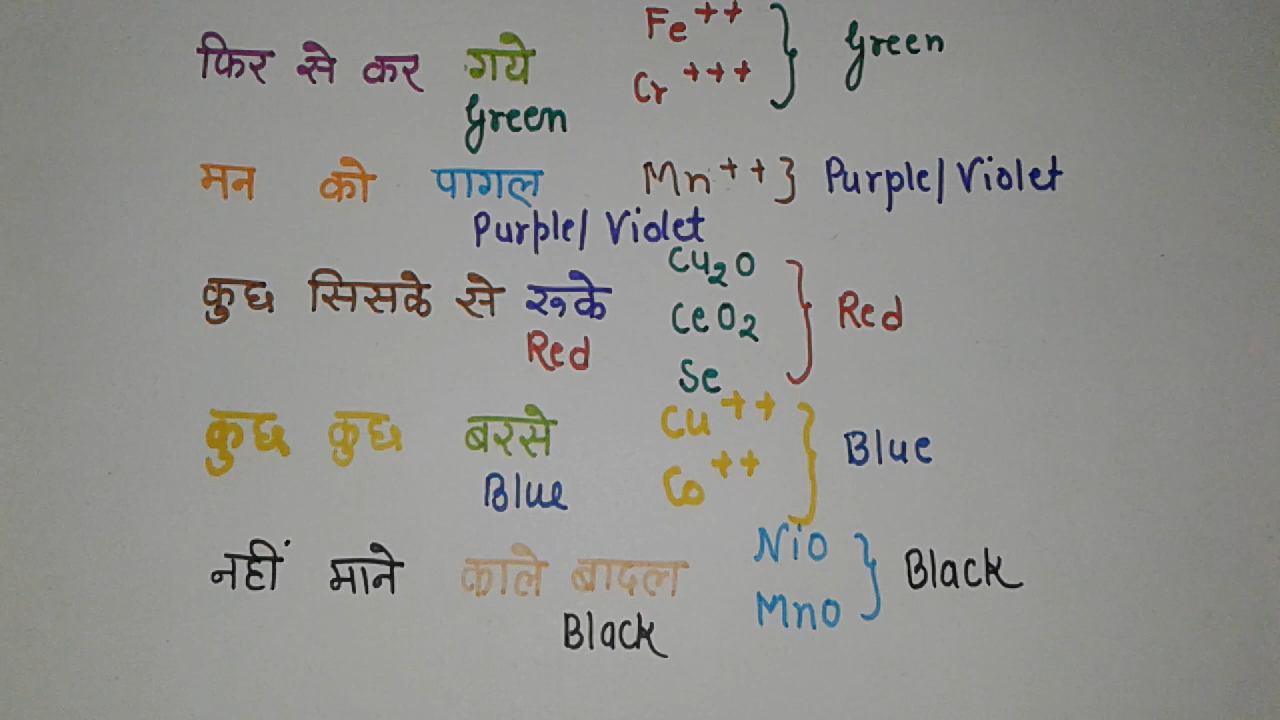 फिर से कर गये Fe++ } Green
Green Cr+++
मन को पागल Mn++} Purple/Violet
Purple/ Violet
कुछ सिसके से रुके Cu₂O } Red
Red CeO₂
Se
कुछ कुछ बरसे Cu++ } Blue
Blue Co++
नहीं माने काले बादल NiO } Black
Black MnO